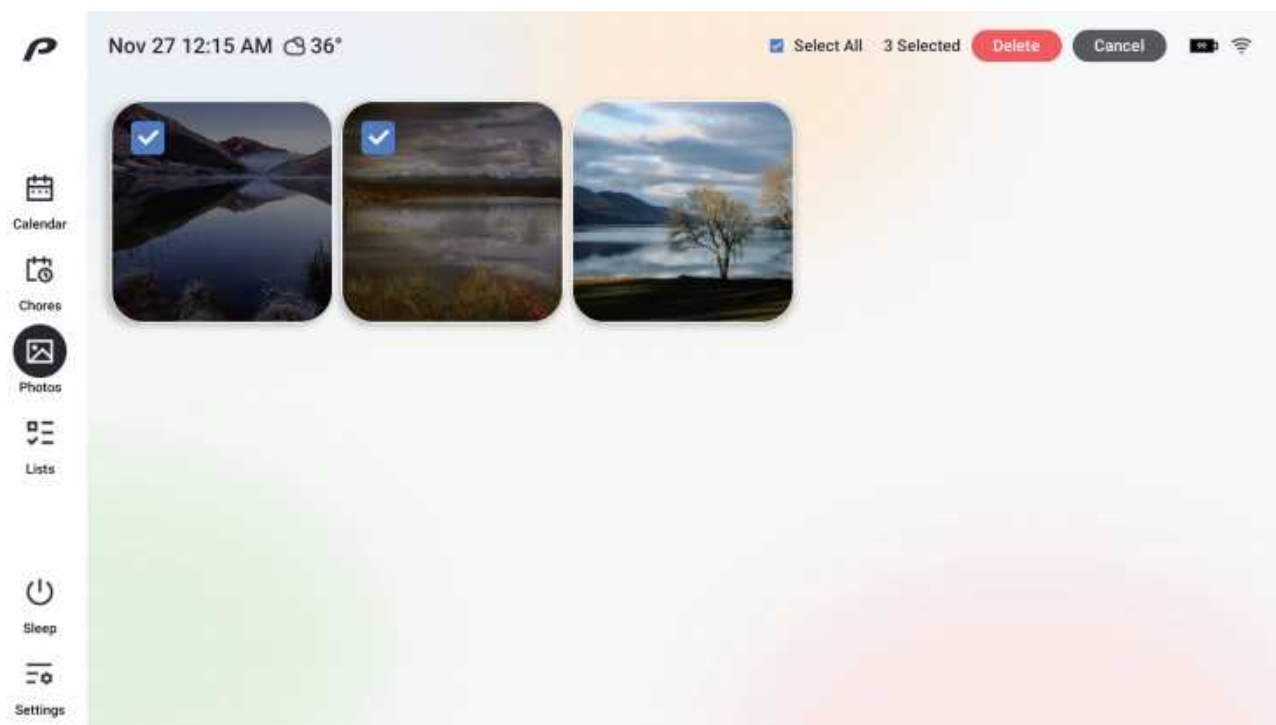 Nov 27 12:15 AM 36°
Select All 3 Selected Delete Cancel
Calendar
Chores
Photos
Lists
Sleep
Settings